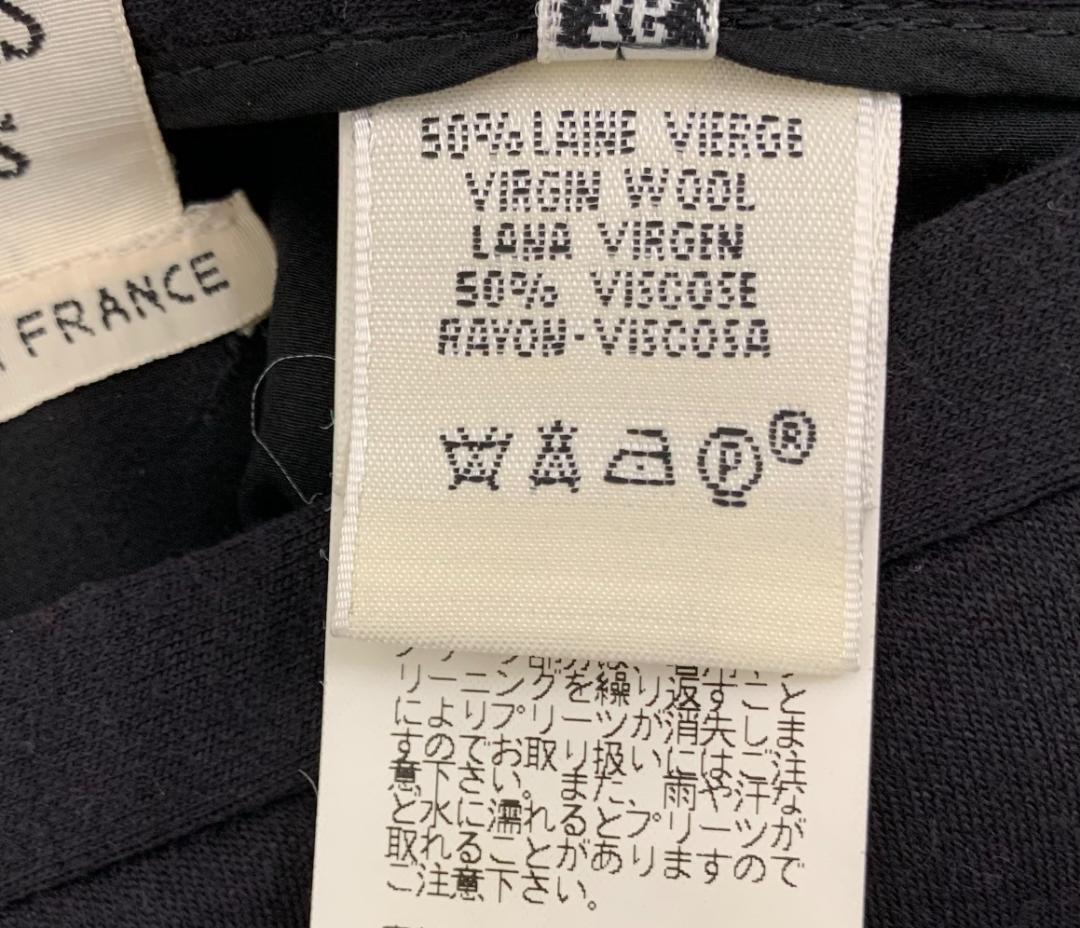 FRANCE
50% LAINE VIERGE
VIRGIN WOOL
LANA VIRGEN
50% VISCOSE
RAYON-VISCOSA
P
®
リーニングを繰り返すこと
によりプリーツが消失しま
すのでお取り扱いにはご注
意下さい。また、雨や汗な
ど水に濡れるとプリーツが
取れることがありますので
ご注意下さい。